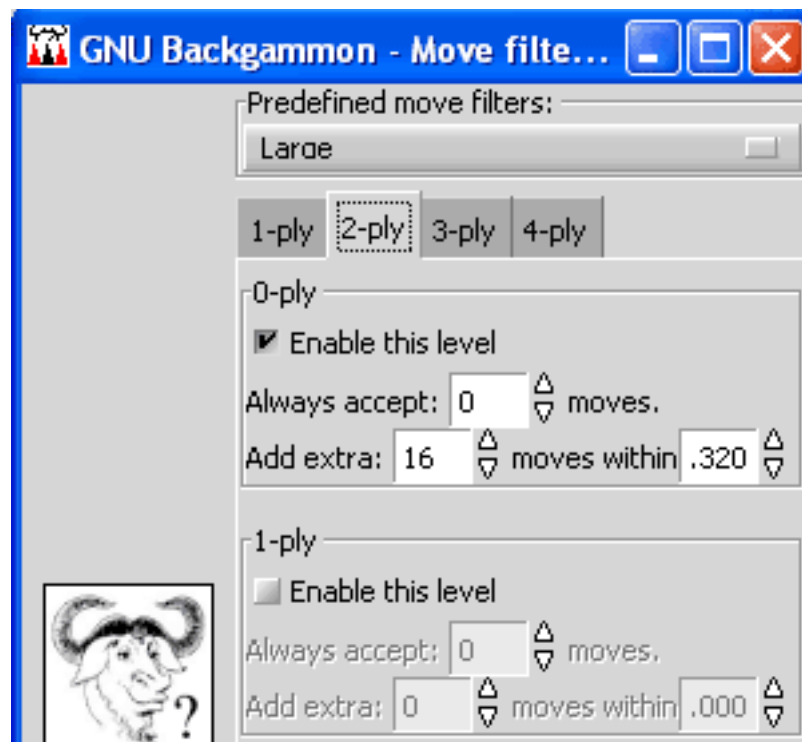 GNU Backgammon - Move filte...
Predefined move filters:
Large
1-ply 2-ply 3-ply 4-ply
0-ply
Enable this level
Always accept: 0 moves.
Add extra: 16 moves within .320
1-ply
Enable this level
Always accept: 0 moves.
Add extra: 0 moves within .000
?